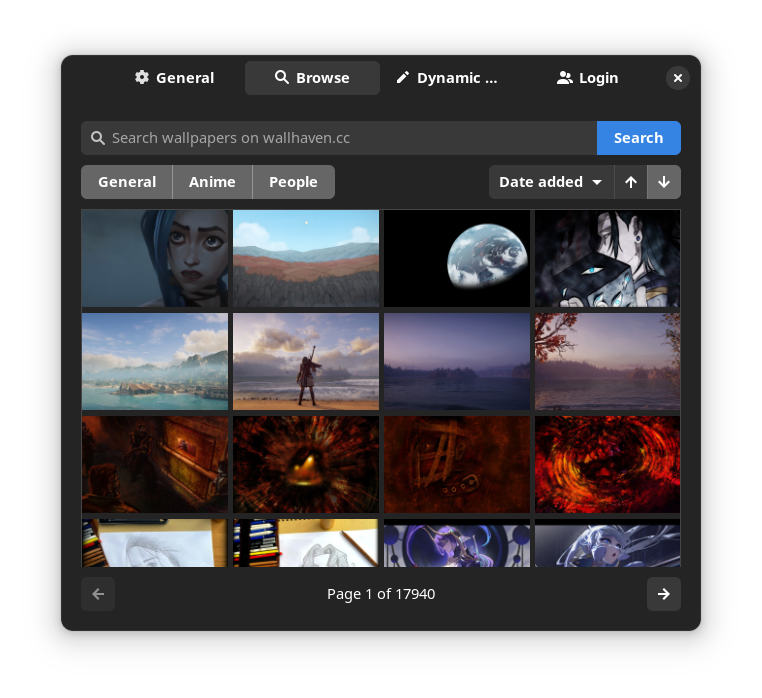 General
Browse
Dynamic ...
Login
Search wallpapers on wallhaven.cc
Search
General
Anime
People
Date added
Page 1 of 17940